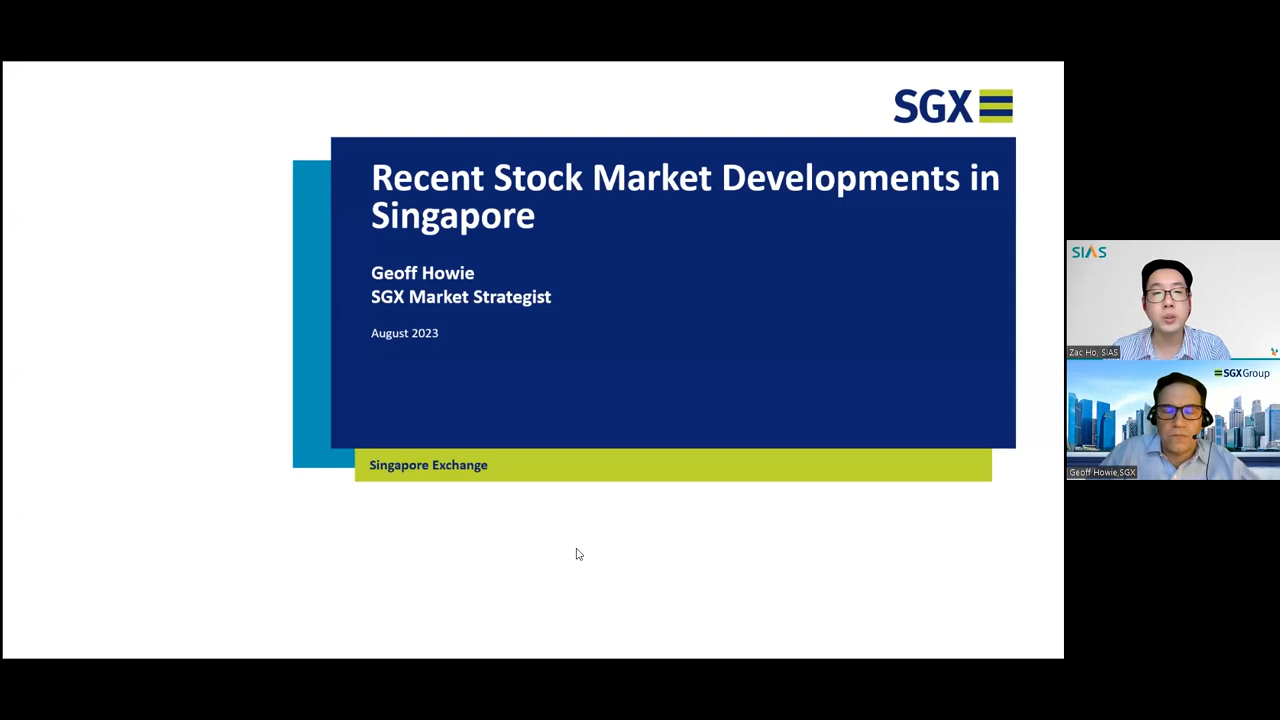 SGX
Recent Stock Market Developments in
Singapore
Geoff Howie
SGX Market Strategist
August 2023
Singapore Exchange
SIAS
Zac Ho, SIAS
SGXGroup
Geoff Howie,SGX